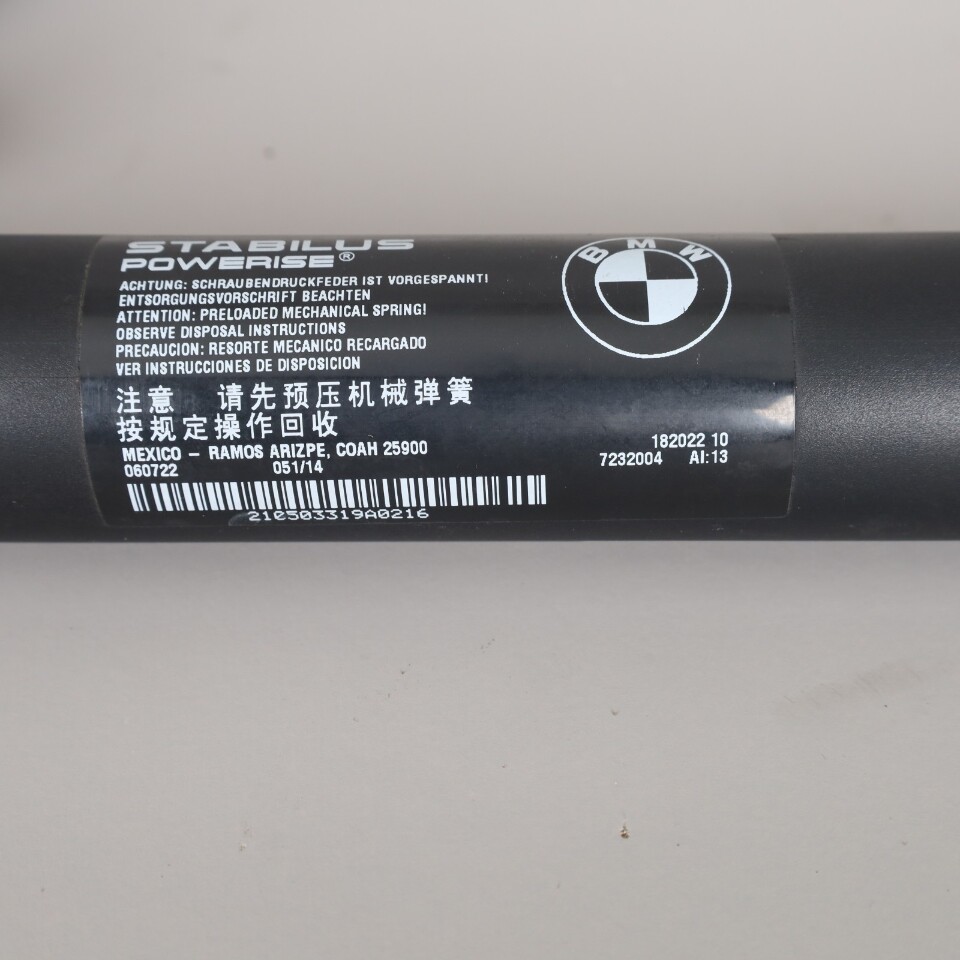 STABILUS
POWERISE®
ACHTUNG: SCHRAUBENDRUCKFEDER IST VORGESPANNT!
ENTSORGUNGSVORSCHRIFT BEACHTEN
ATTENTION: PRELOADED MECHANICAL SPRING!
OBSERVE DISPOSAL INSTRUCTIONS
PRECAUCION: RESORTE MECANICO RECARGADO
VER INSTRUCCIONES DE DISPOSICION
注意 请先预压机械弹簧
按规定操作回收
MEXICO – RAMOS ARIZPE, COAH 25900
060722 051/14
210303319A0216
BMW
182022 10
7232004 AI:13